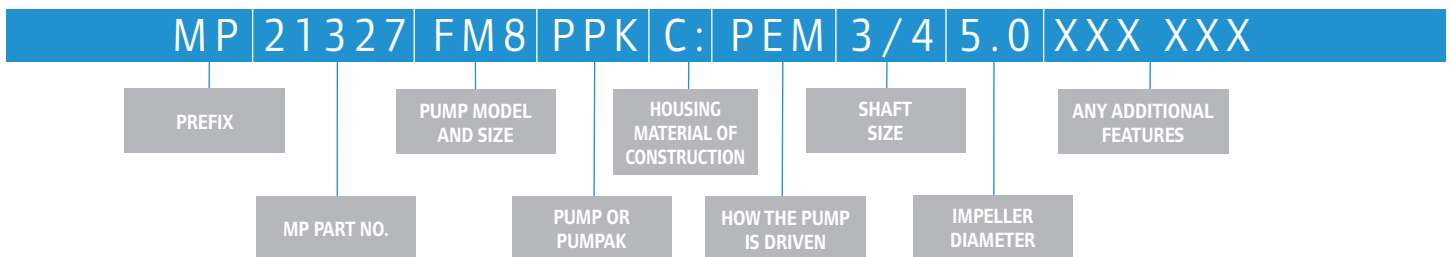 MP 21327 FM8 PPK C: PEM 3/4 5.0 XXX XXX
PREFIX
PUMP MODEL
AND SIZE
HOUSING
MATERIAL OF
CONSTRUCTION
SHAFT
SIZE
ANY ADDITIONAL
FEATURES
MP PART NO.
PUMP OR
PUMPAK
HOW THE PUMP
IS DRIVEN
IMPELLER
DIAMETER